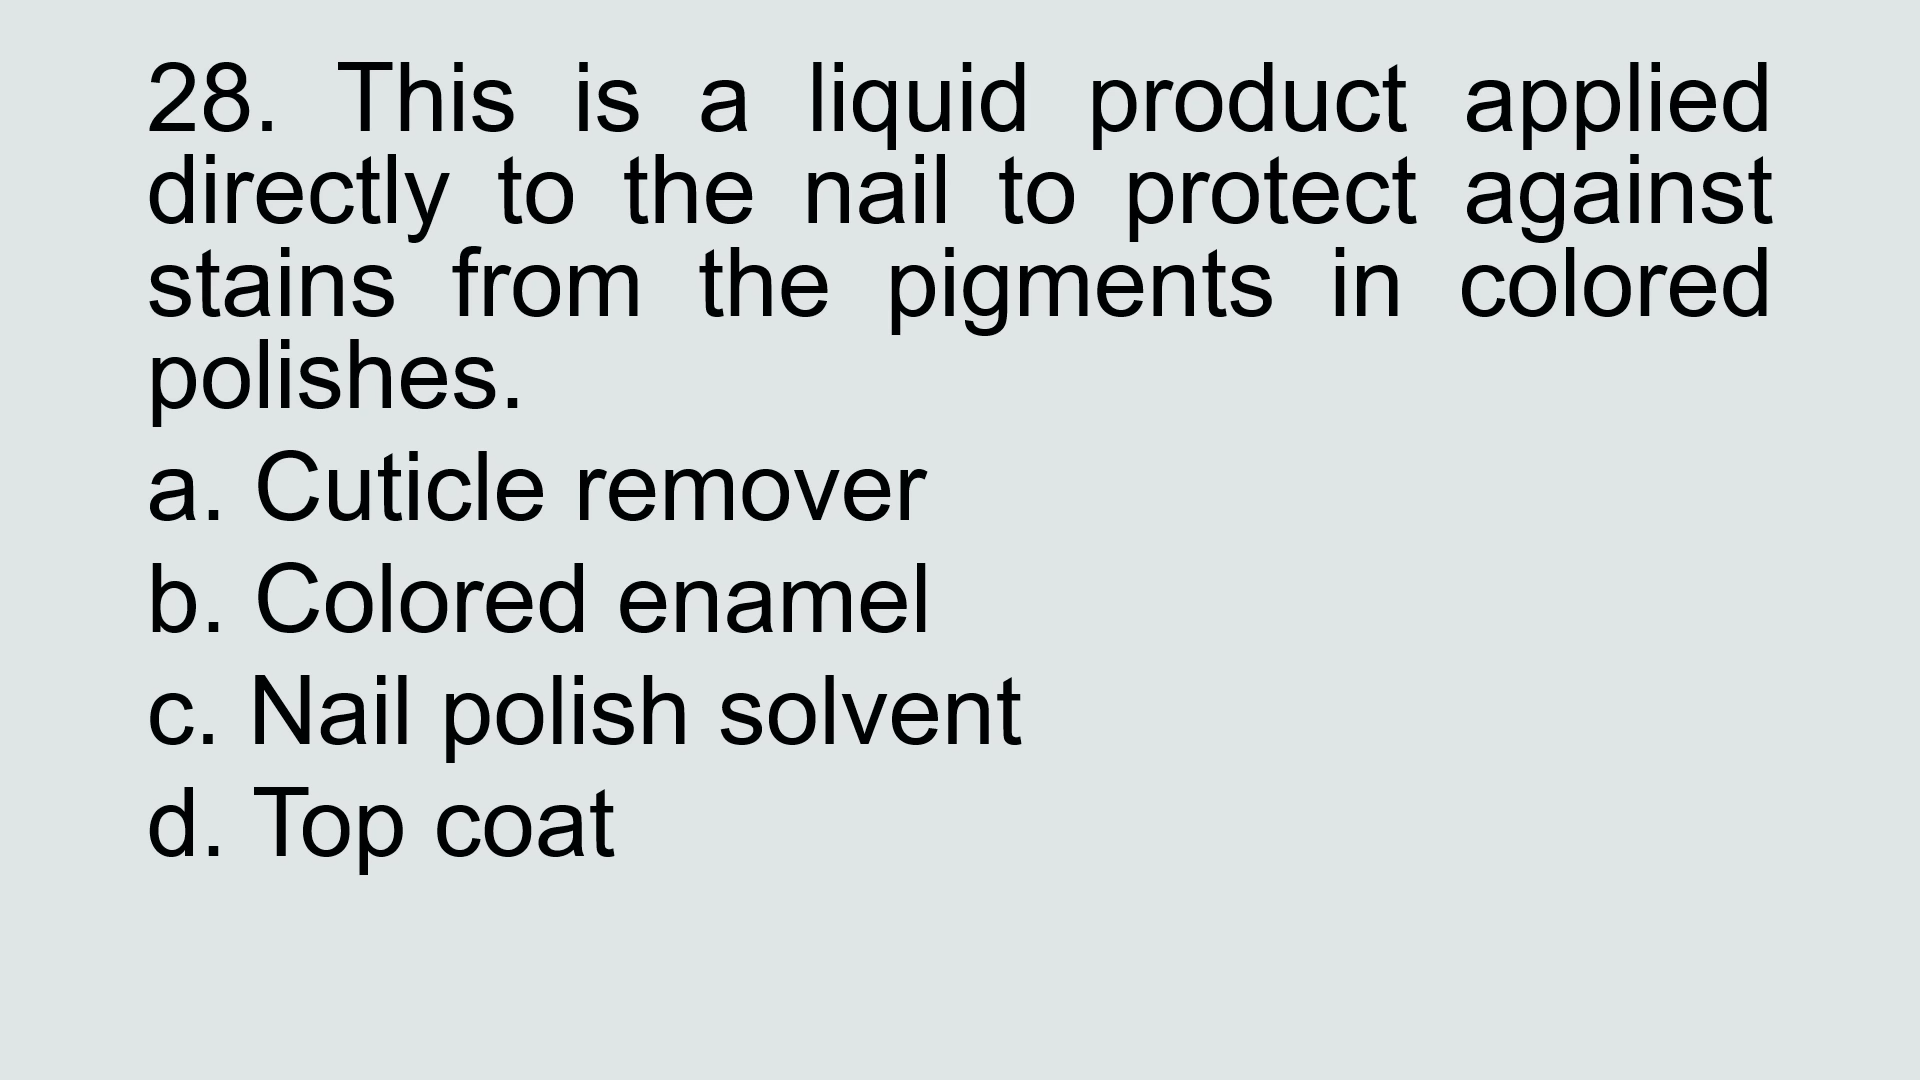 28. This is a liquid product applied
directly to the nail to protect against
stains from the pigments in colored
polishes.
a. Cuticle remover
b. Colored enamel
c. Nail polish solvent
d. Top coat